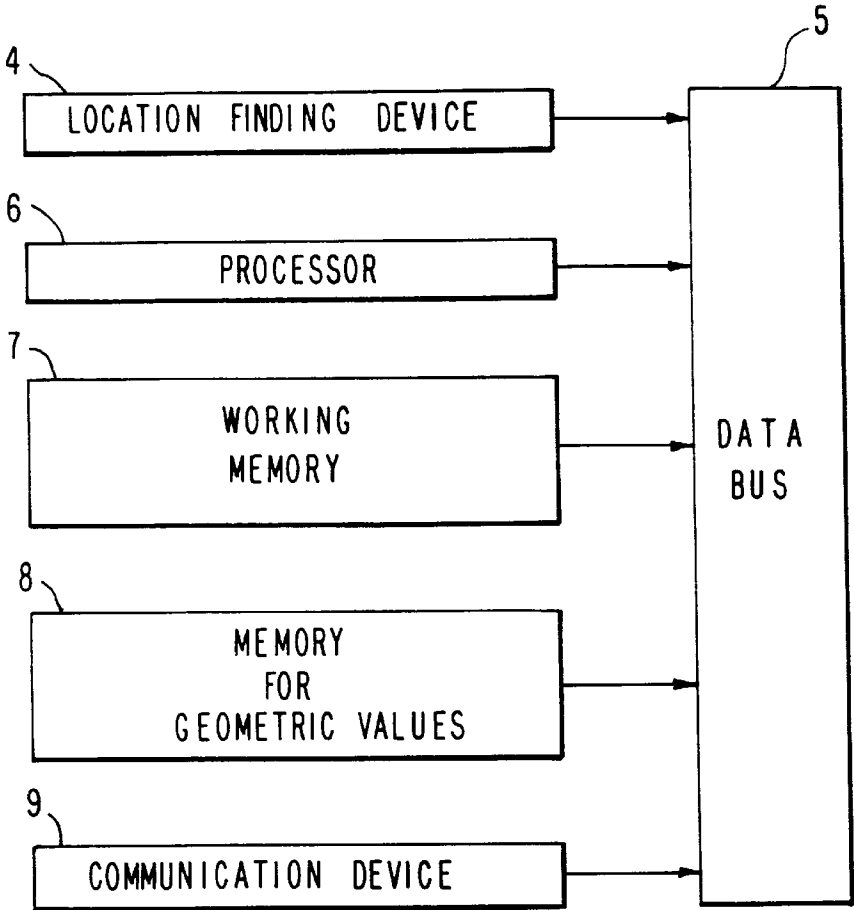 5
4
LOCATION FINDING DEVICE
6
PROCESSOR
7
WORKING
MEMORY
DATA
BUS
8
MEMORY
FOR
GEOMETRIC VALUES
9
COMMUNICATION DEVICE